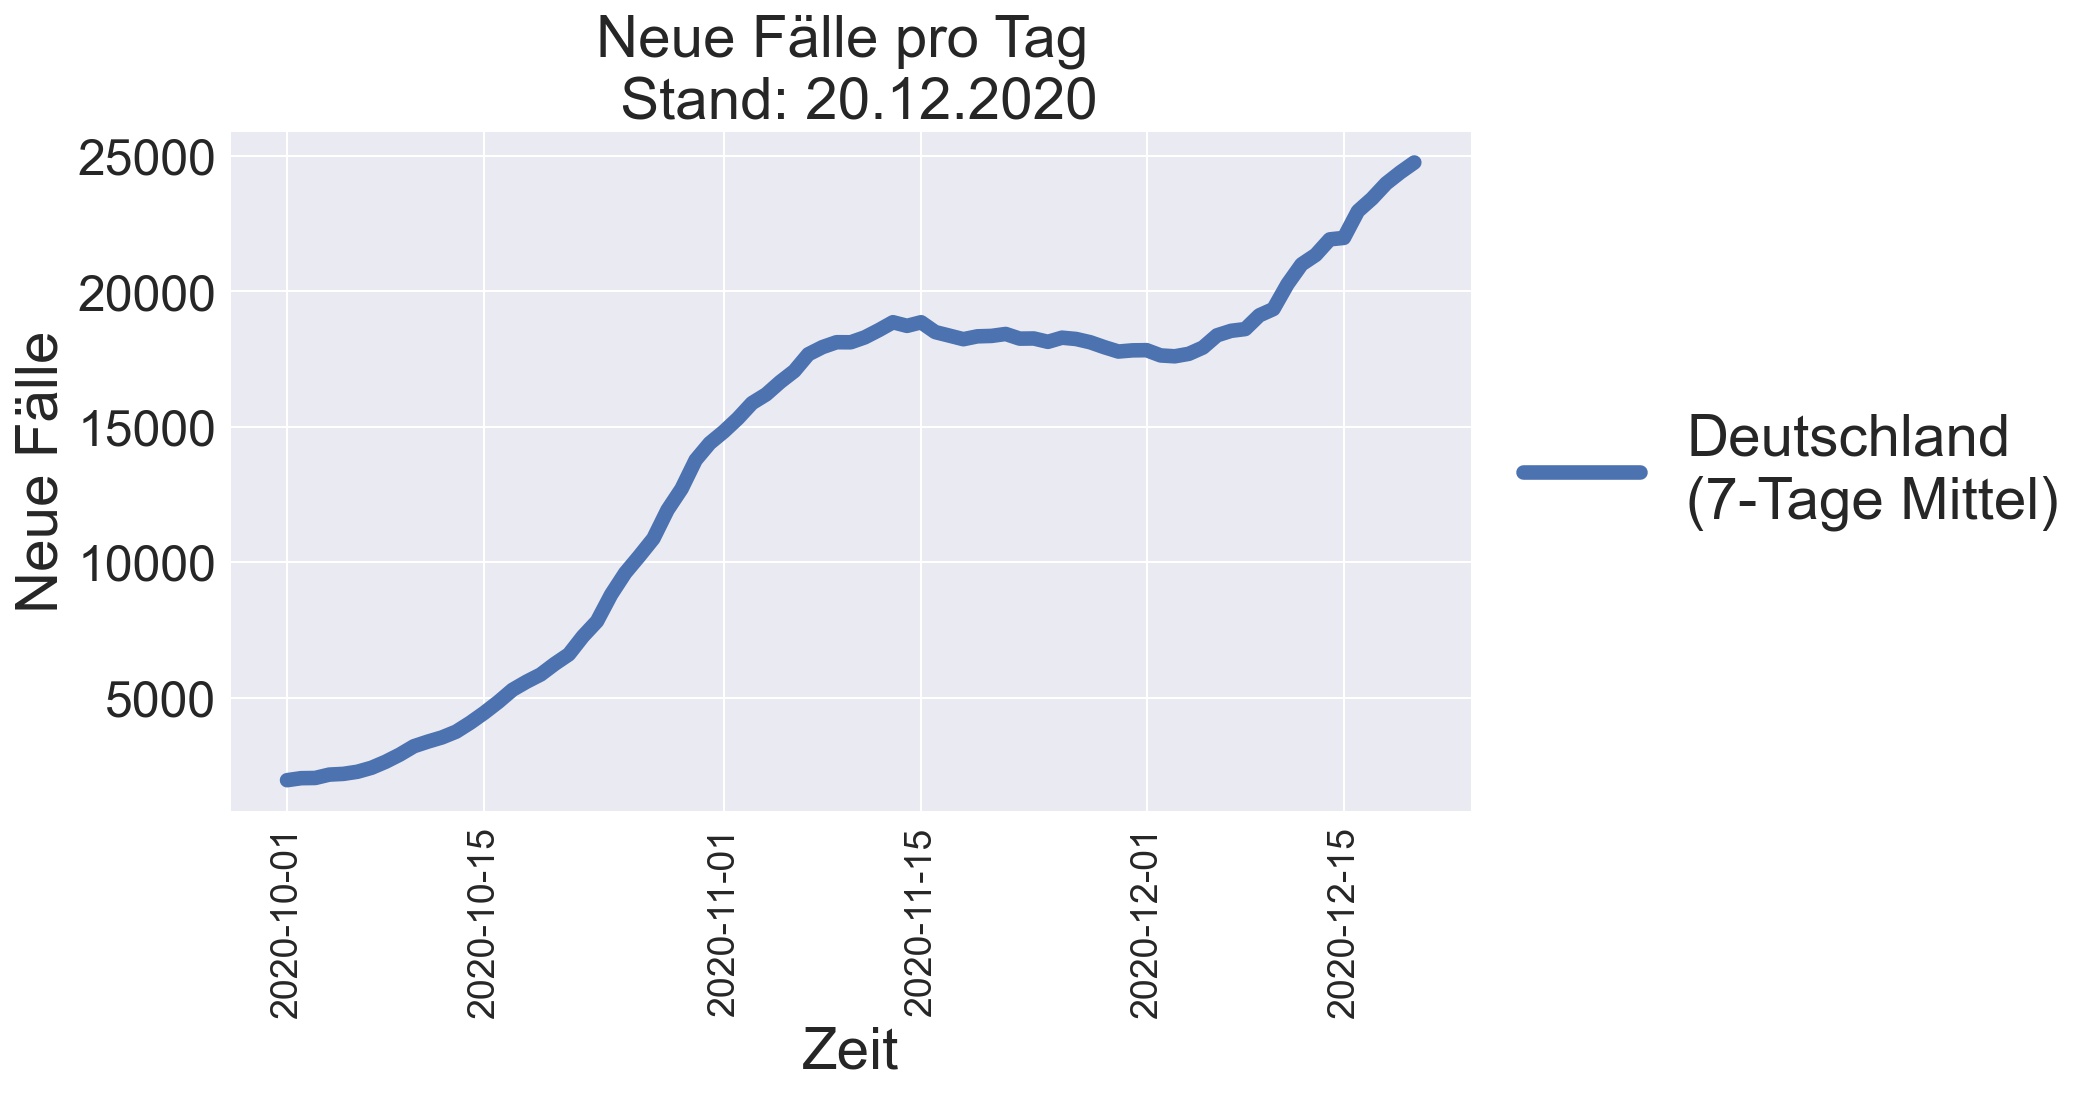 Neue Fälle pro Tag
Stand: 20.12.2020
25000
20000
15000
10000
5000
Neue Fälle
2020-10-01
2020-10-15
2020-11-01
2020-11-15
2020-12-01
2020-12-15
Zeit
Deutschland
(7-Tage Mittel)